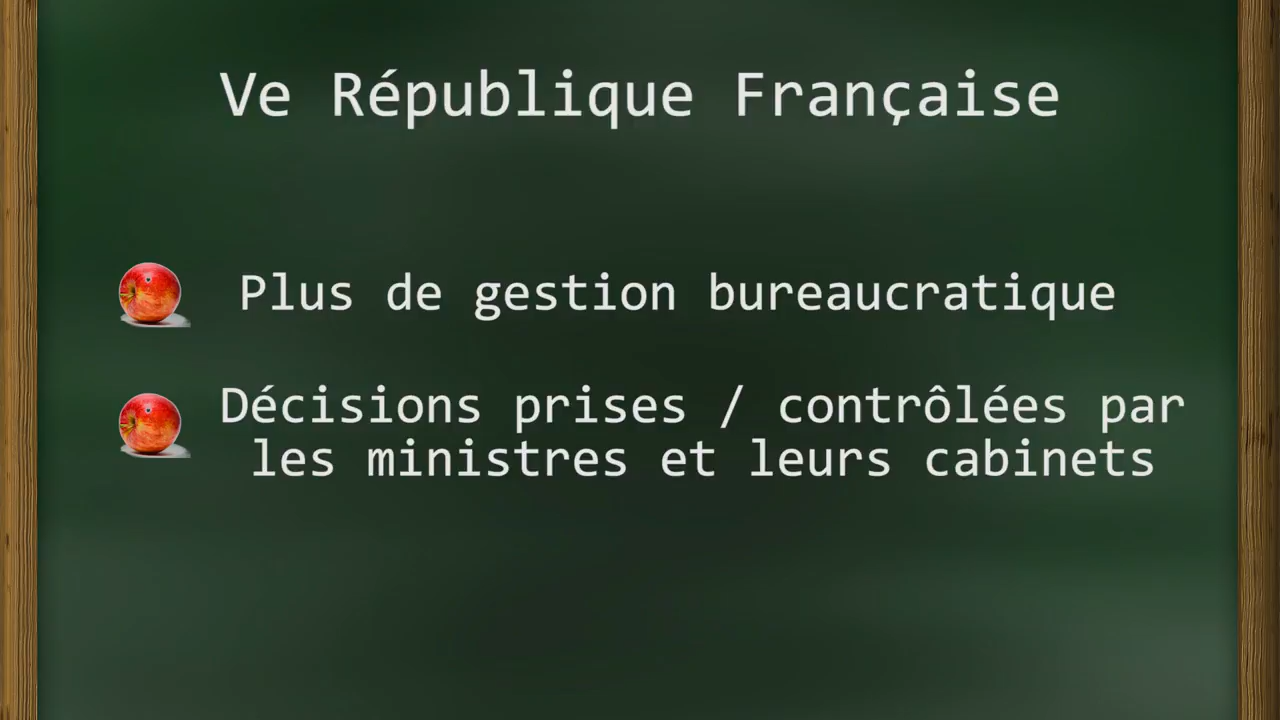 Ve République Française
Plus de gestion bureaucratique
Décisions prises / contrôlées par
les ministres et leurs cabinets